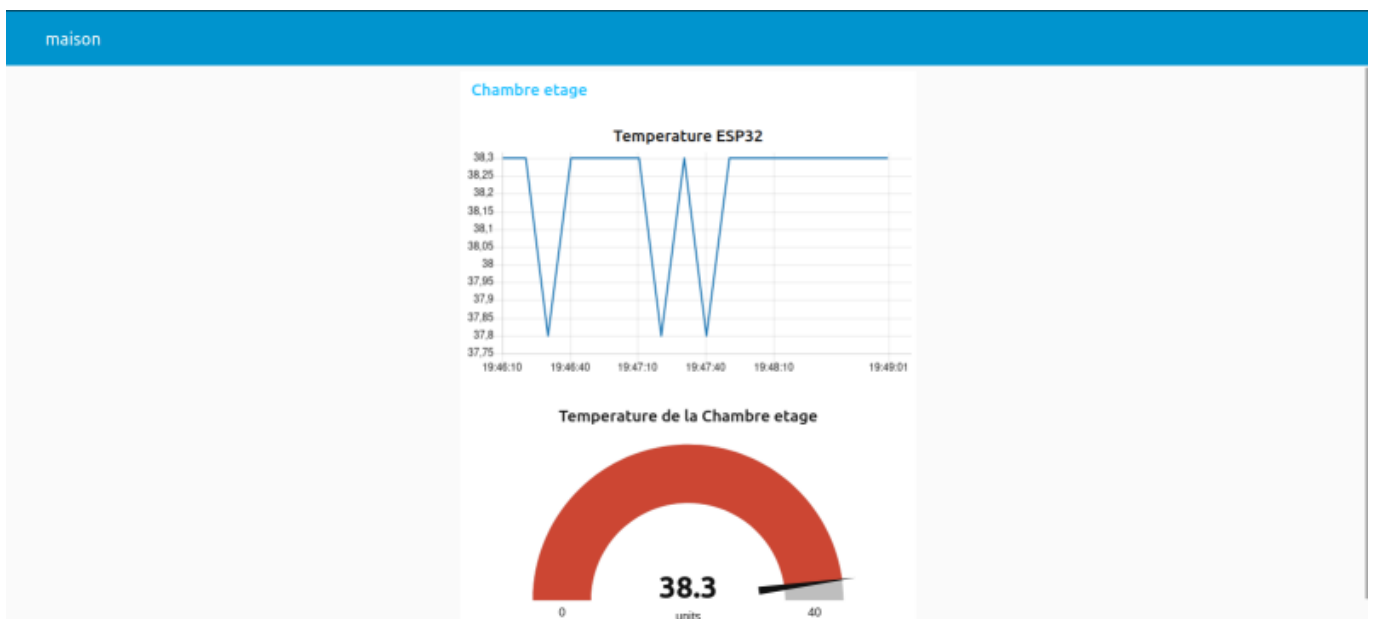 maison
Chambre etage
Temperature ESP32
38,3
38,25
38,2
38,15
38,1
38,05
38
37,95
37,9
37,85
37,8
37,75
19:46:10 19:46:40 19:47:10 19:47:40 19:48:10 19:49:01
Temperature de la Chambre etage
38.3
0 units 40